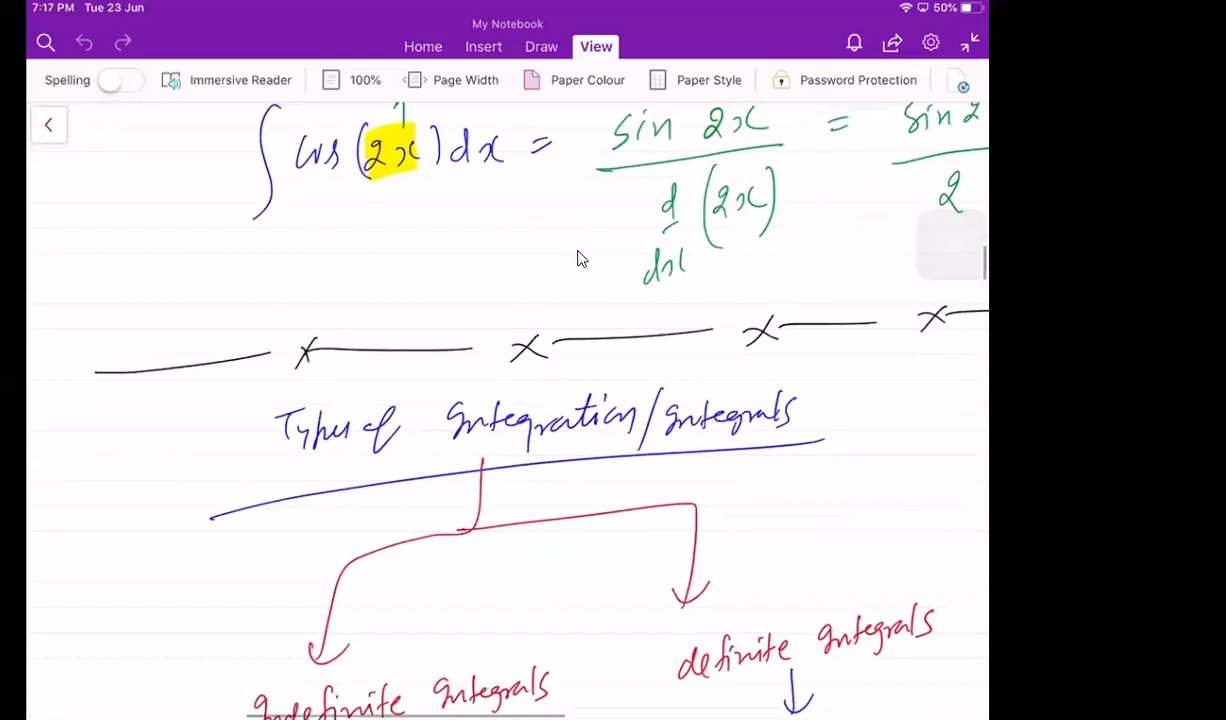 7:17 PM Tue 23 Jun 50%
My Notebook
Home Insert Draw View
Spelling Immersive Reader 100% Page Width Paper Colour Paper Style Password Protection
∫ cos (2x) dx = sin 2x / d/dx (2x) = sin 2 / 2
x x x x
Types of Integration/Integrals
definite Integrals
Indefinite Integrals